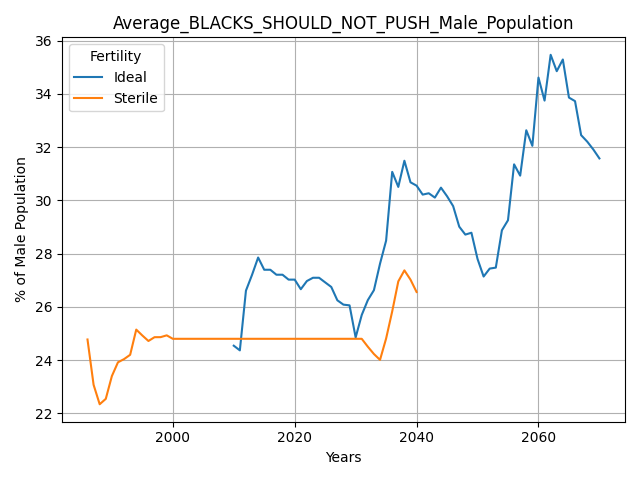 Average_BLACKS_SHOULD_NOT_PUSH_Male_Population
36
34
32
30
28
26
24
22
% of Male Population
Fertility
Ideal
Sterile
2000
2020
2040
2060
Years